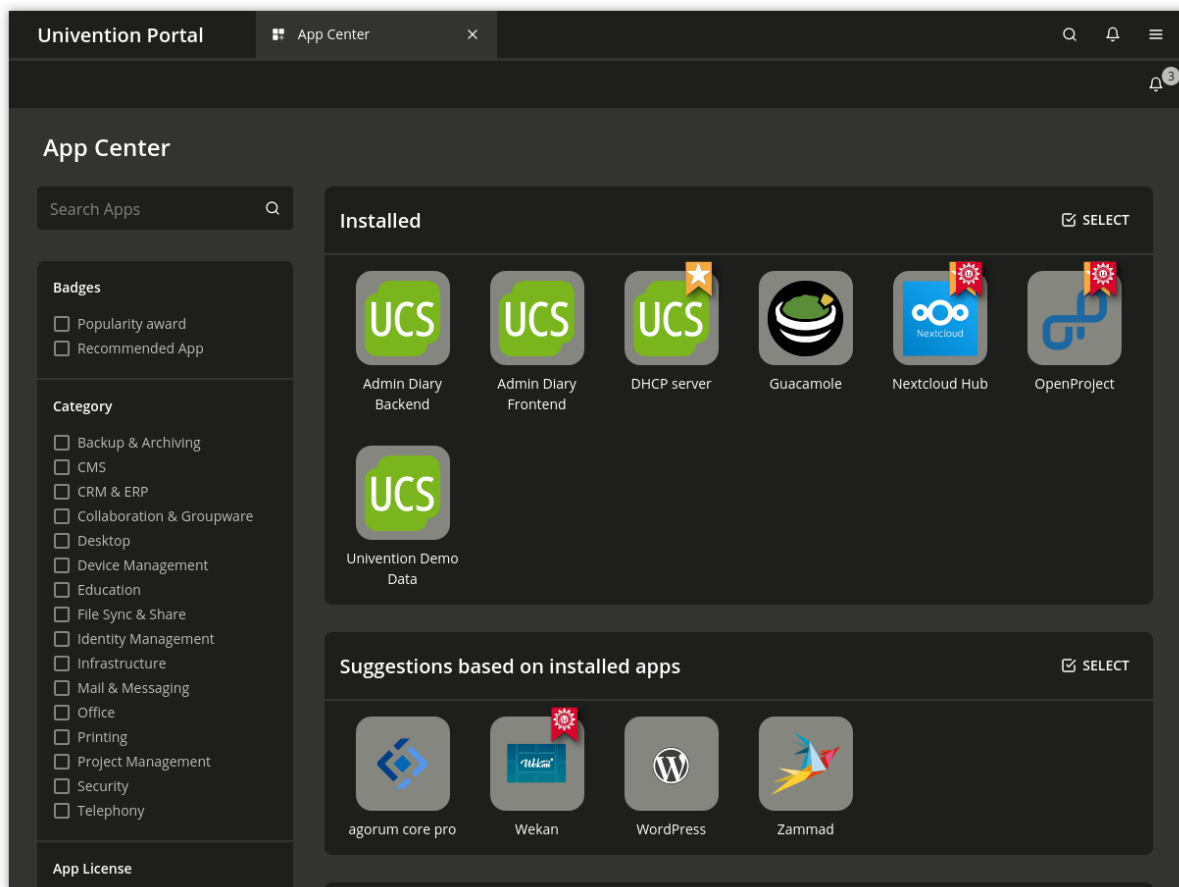 Univention Portal
App Center
3
App Center
Search Apps
Badges
Popularity award
Recommended App
Category
Backup & Archiving
CMS
CRM & ERP
Collaboration & Groupware
Desktop
Device Management
Education
File Sync & Share
Identity Management
Infrastructure
Mail & Messaging
Office
Printing
Project Management
Security
Telephony
App License
Installed
SELECT
UCS
Admin Diary
Backend
UCS
Admin Diary
Frontend
UCS
DHCP server
Guacamole
Nextcloud
Nextcloud Hub
OpenProject
UCS
Univention Demo
Data
Suggestions based on installed apps
SELECT
agorum core pro
Wekan
Wekan
W
WordPress
Zammad